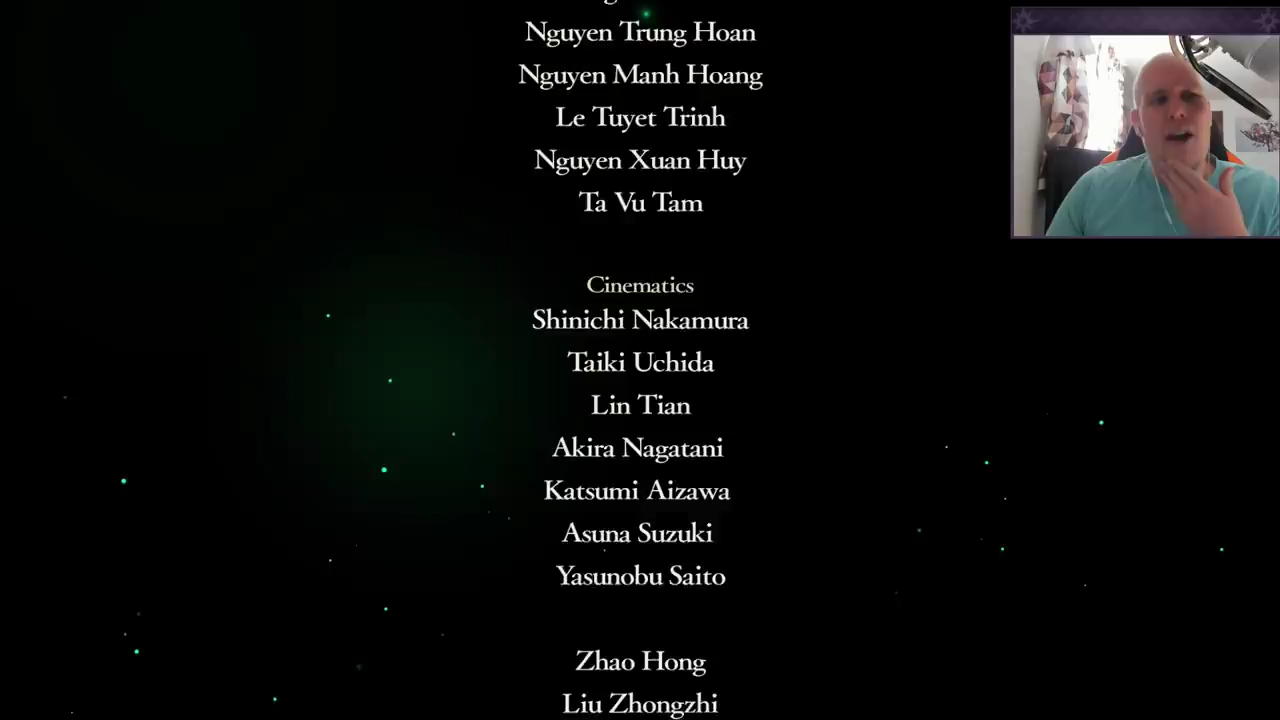 Nguyen Trung Hoan
Nguyen Manh Hoang
Le Tuyet Trinh
Nguyen Xuan Huy
Ta Vu Tam
Cinematics
Shinichi Nakamura
Taiki Uchida
Lin Tian
Akira Nagatani
Katsumi Aizawa
Asuna Suzuki
Yasunobu Saito
Zhao Hong
Liu Zhongzhi